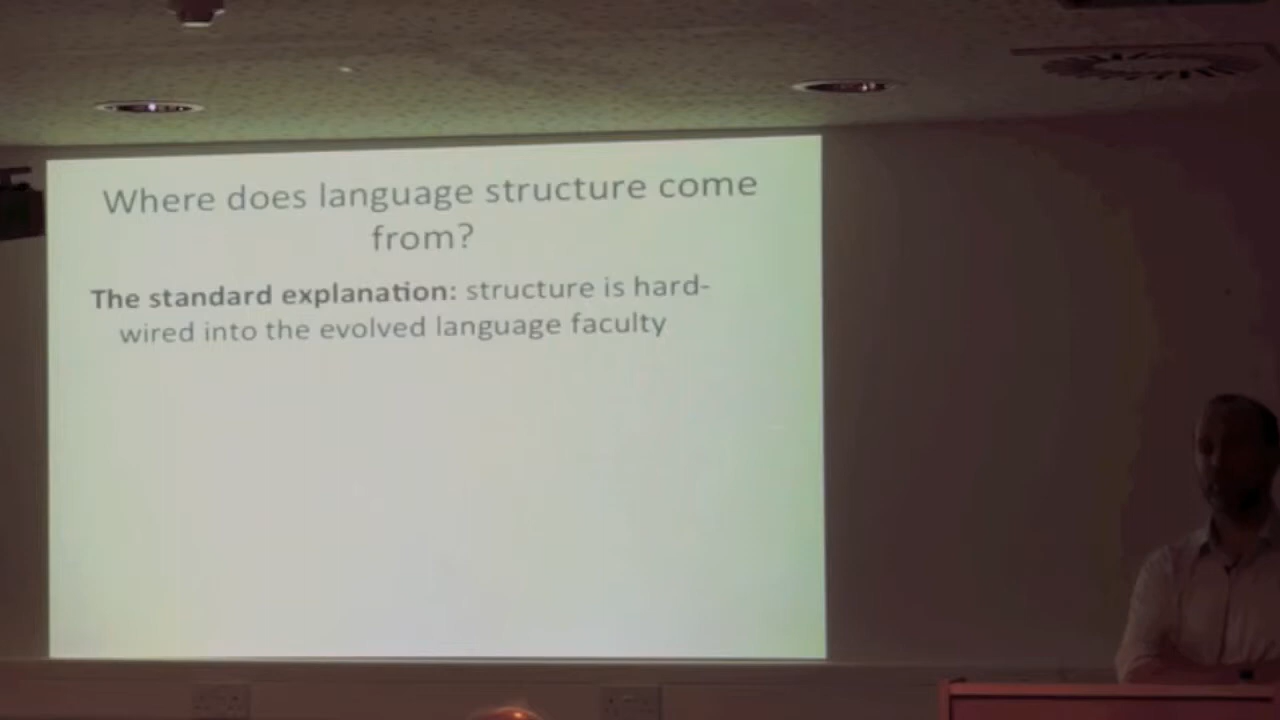 Where does language structure come
from?
The standard explanation: structure is hard-
wired into the evolved language faculty